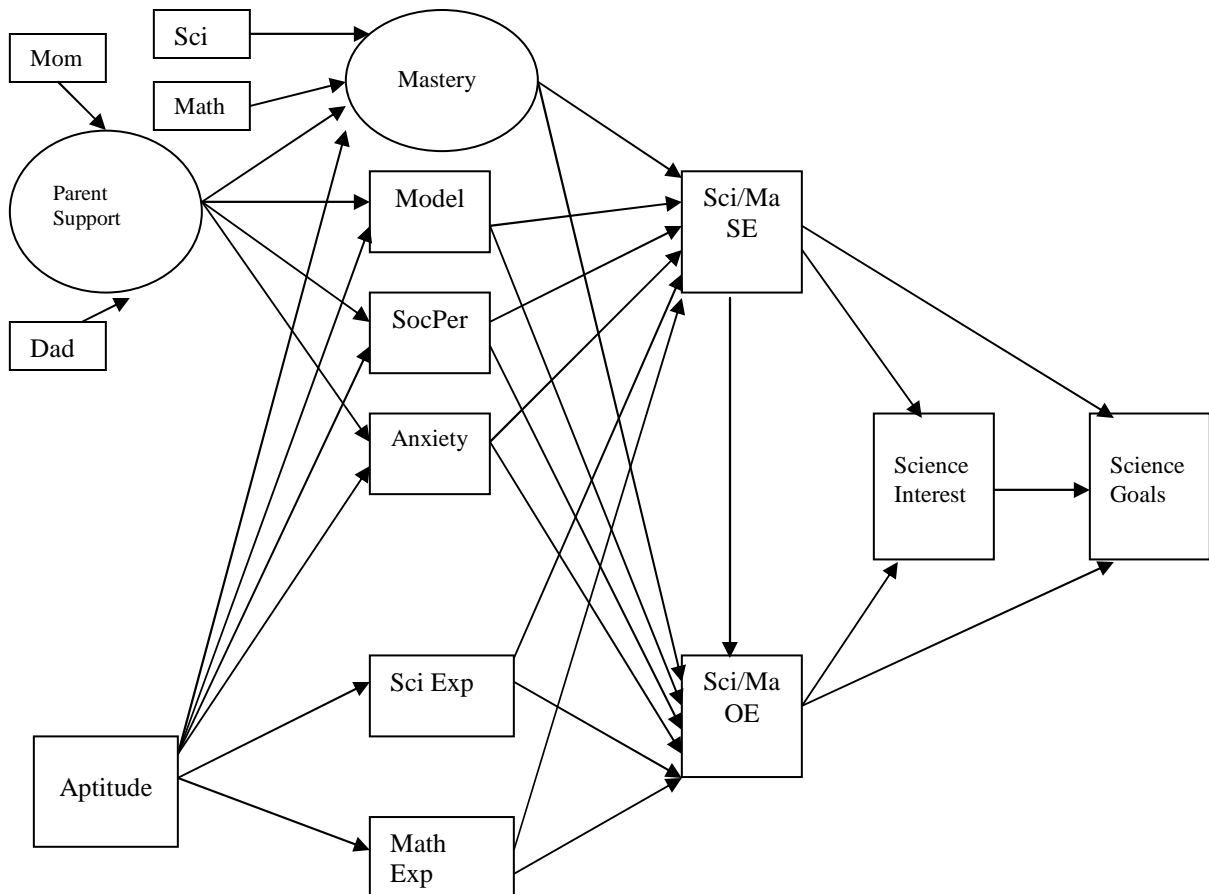 Sci
Mom
Mastery
Math
Parent
Support
Model
Sci/Ma
SE
SocPer
Dad
Anxiety
Science
Interest
Science
Goals
Sci Exp
Sci/Ma
OE
Aptitude
Math
Exp